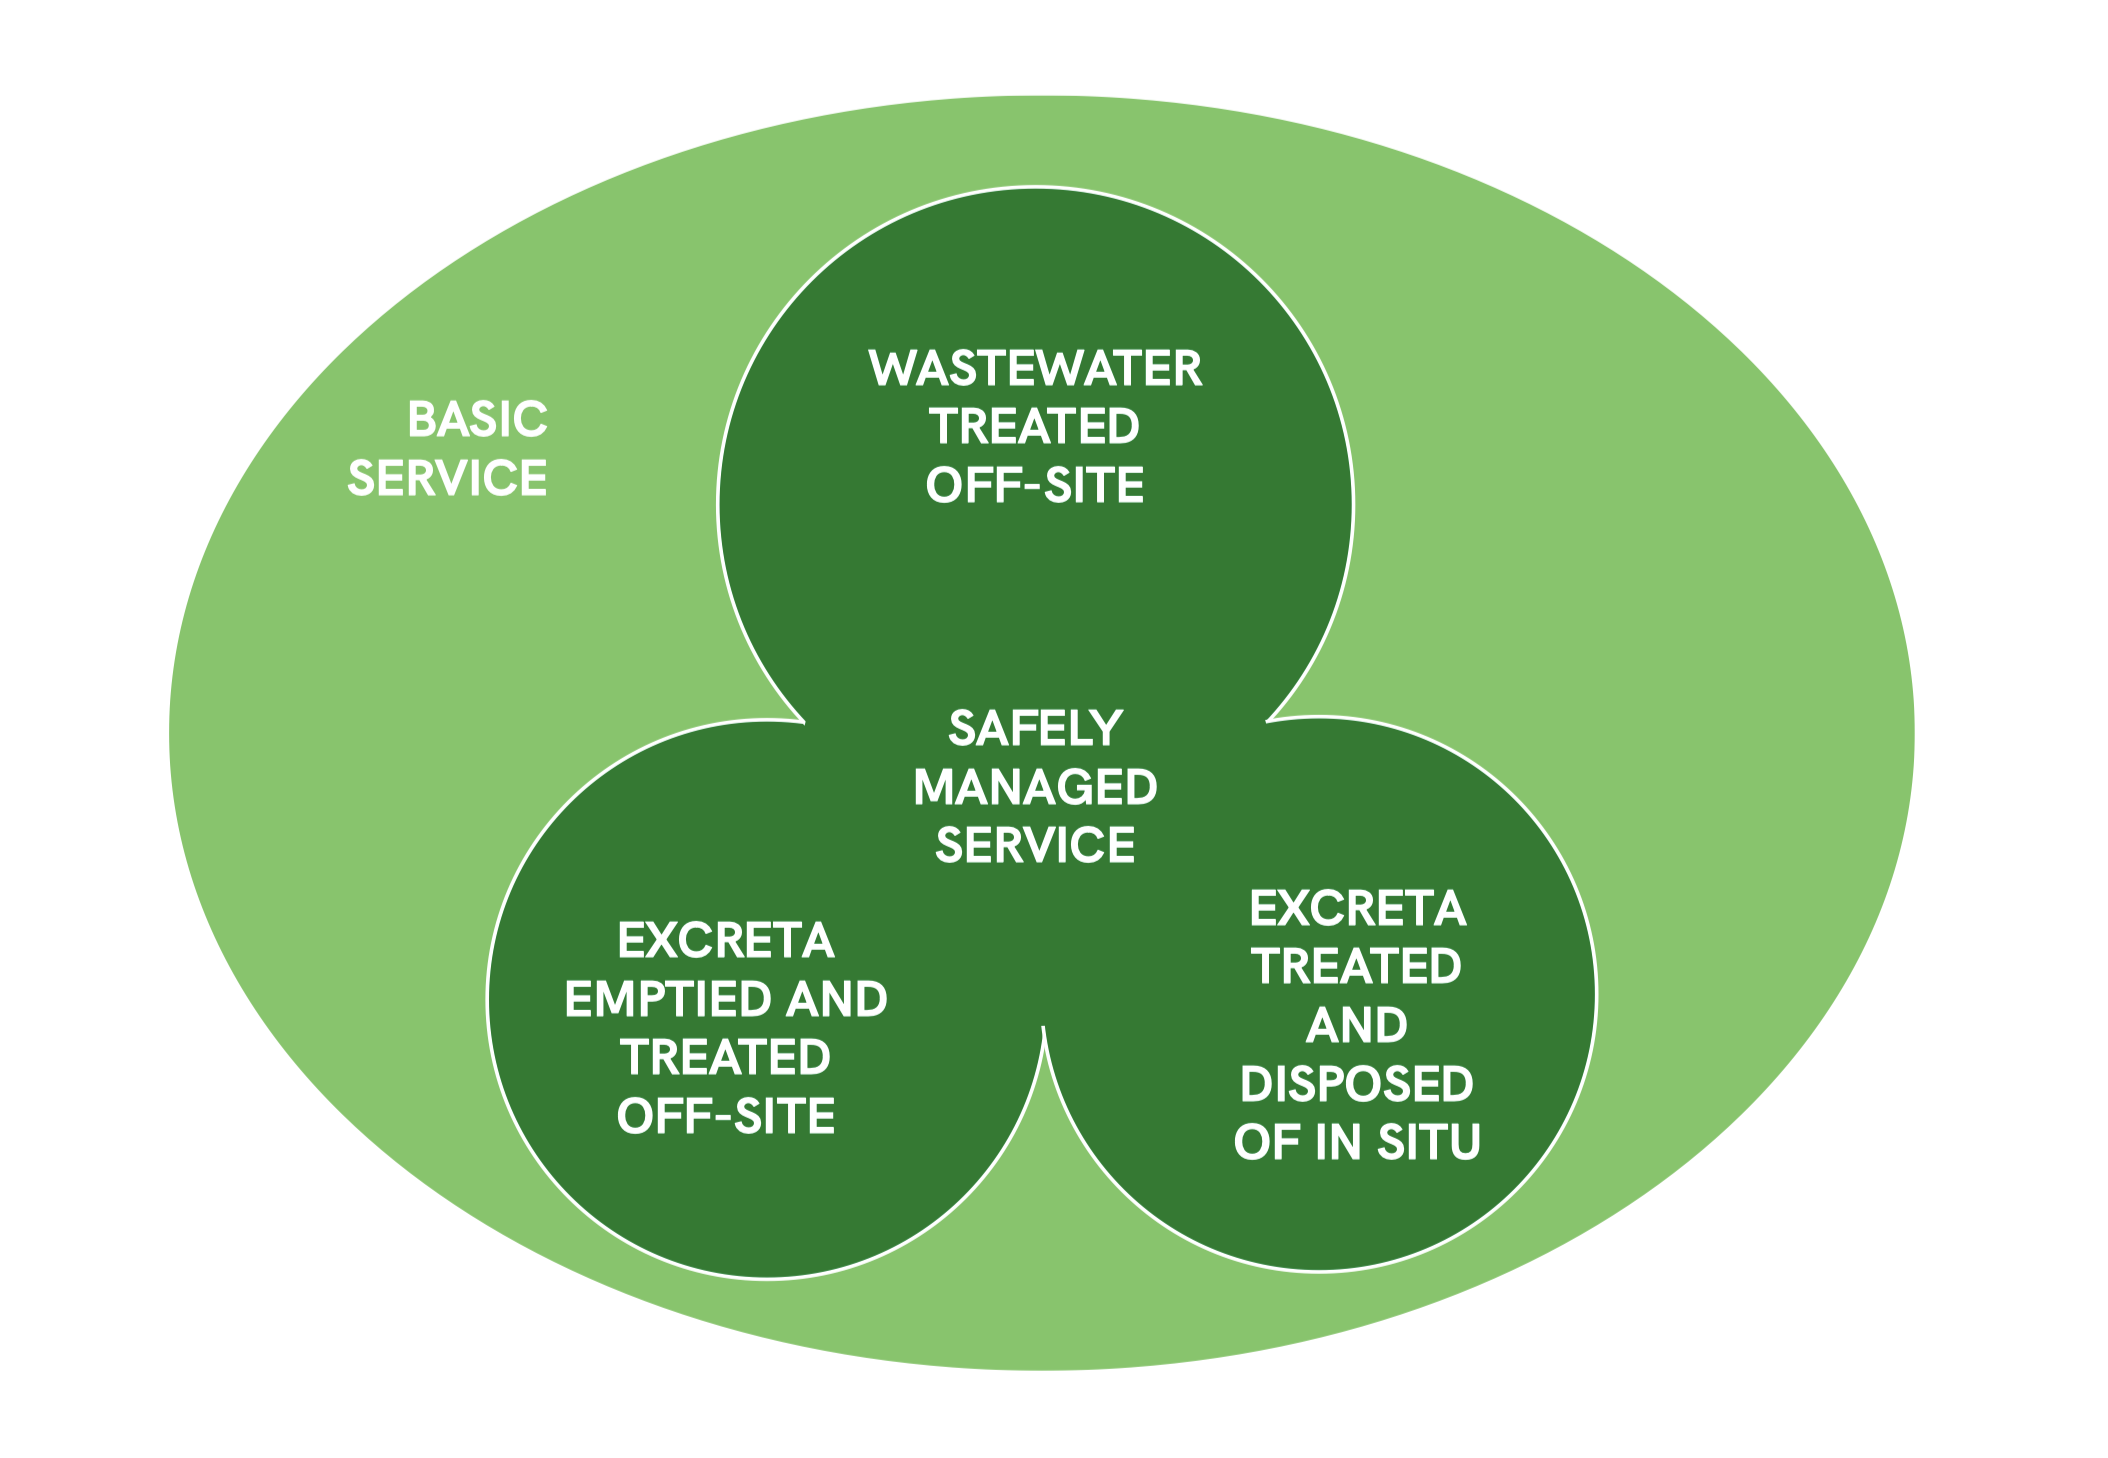 BASIC
SERVICE
WASTEWATER
TREATED
OFF-SITE
SAFELY
MANAGED
SERVICE
EXCRETA
EMPTIED AND
TREATED
OFF-SITE
EXCRETA
TREATED
AND
DISPOSED
OF IN SITU